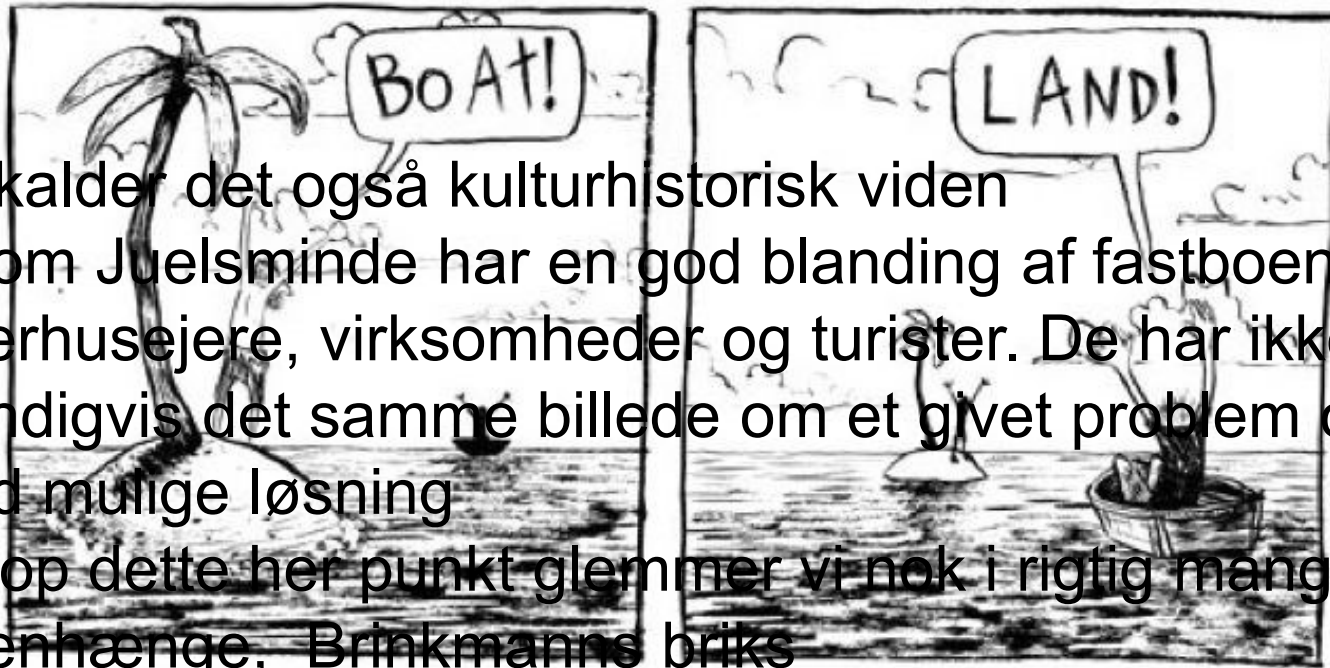 BOAt!
LAND!
kalder det også kulturhistorisk viden
om Juelsminde har en god blanding af fastboen
erhusejere, virksomheder og turister. De har ikke
ndigvis det samme billede om et givet problem
d mulige løsning
op dette her punkt glemmer vi nok i rigtig mang
enhænge. Brinkmanns briks